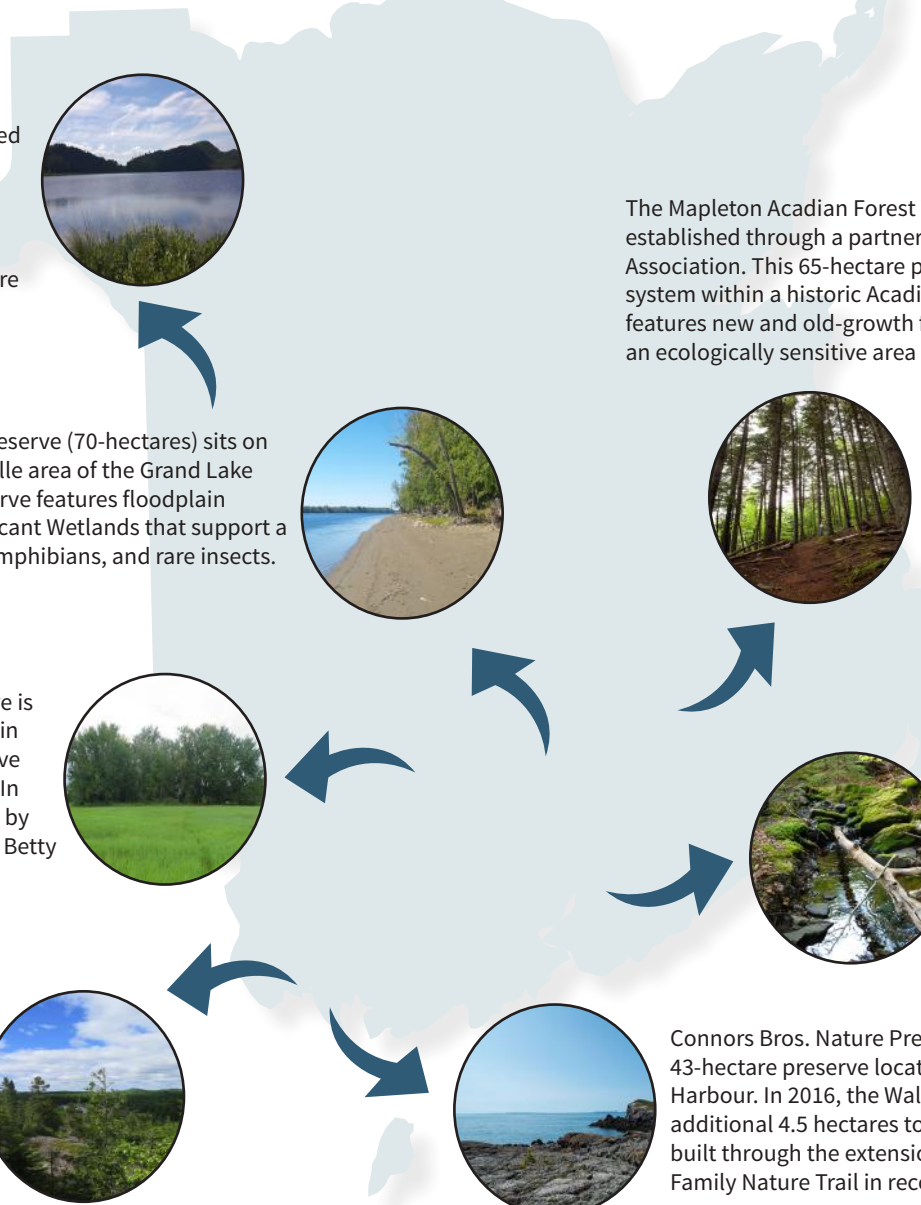 ed
re
The Mapleton Acadian Forest
established through a partner
Association. This 65-hectare p
system within a historic Acadi
features new and old-growth
an ecologically sensitive area
eserve (70-hectares) sits on
lle area of the Grand Lake
rve features floodplain
cant Wetlands that support a
mphibians, and rare insects.
e is
in
ve
In
by
Betty
Connors Bros. Nature Pre
43-hectare preserve locat
Harbour. In 2016, the Wal
additional 4.5 hectares to
built through the extensio
Family Nature Trail in rec